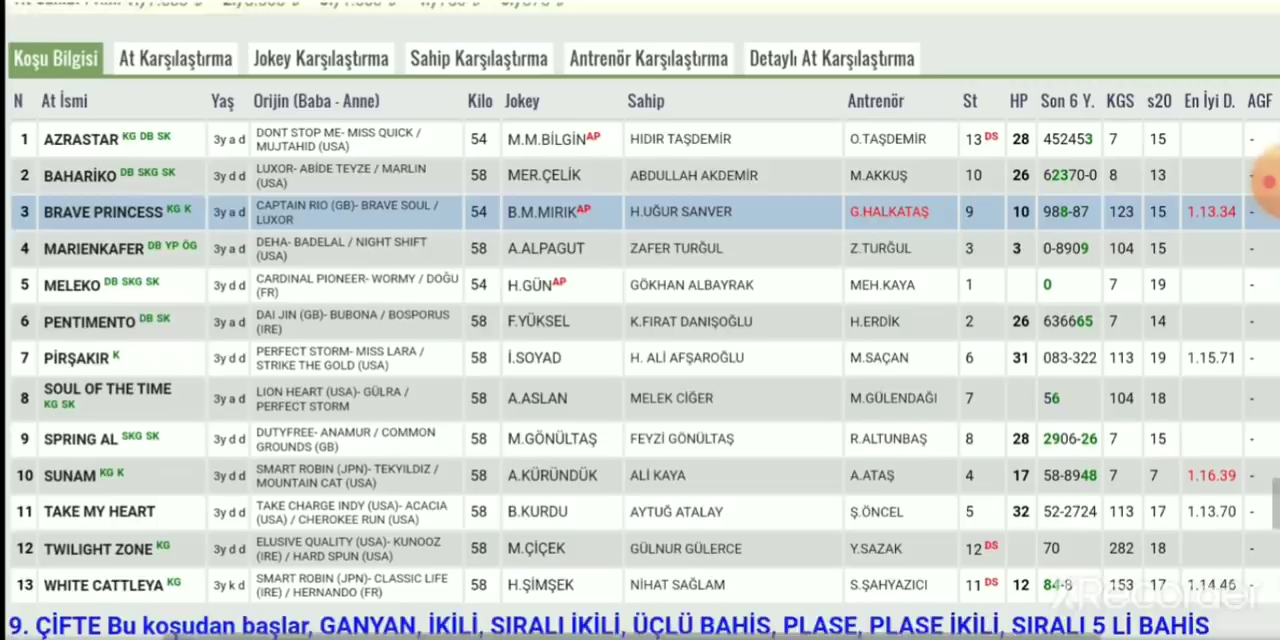 Koşu Bilgisi At Karşılaştırma Jokey Karşılaştırma Sahip Karşılaştırma Antrenör Karşılaştırma Detaylı At Karşılaştırma
N At İsmi Yaş Orijin (Baba - Anne) Kilo Jokey Sahip Antrenör St HP Son 6 Y. KGS s20 En İyi D. AGF
1 AZRASTAR KG DB SK 3y a d DONT STOP ME- MISS QUICK / MUJTAHID (USA) 54 M.M.BİLGİN AP HIDIR TAŞDEMİR O.TAŞDEMİR 13 DS 28 452453 7 15 -
2 BAHARİKO DB SKG SK 3y d d LUXOR- ABİDE TEYZE / MARLIN (USA) 58 MER.ÇELİK ABDULLAH AKDEMİR M.AKKUŞ 10 26 62370-0 8 13 -
3 BRAVE PRINCESS KG K 3y a d CAPTAIN RIO (GB)- BRAVE SOUL / LUXOR 54 B.M.MIRIK AP H.UĞUR SANVER G.HALKATAŞ 9 10 988-87 123 15 1.13.34 -
4 MARIENKAFER DB YP ÖG 3y a d DEHA- BADELAL / NIGHT SHIFT (USA) 58 A.ALPAGUT ZAFER TURĞUL Z.TURĞUL 3 3 0-8909 104 15 -
5 MELEKO DB SKG SK 3y d d CARDINAL PIONEER- WORMY / DOĞU (FR) 54 H.GÜN AP GÖKHAN ALBAYRAK MEH.KAYA 1 0 7 19 -
6 PENTIMENTO DB SK 3y a d DAI JIN (GB)- BUBONA / BOSPORUS (IRE) 58 F.YÜKSEL K.FIRAT DANIŞOĞLU H.ERDİK 2 26 636665 7 14 -
7 PİRŞAKIR K 3y d d PERFECT STORM- MISS LARA / STRIKE THE GOLD (USA) 58 İ.SOYAD H. ALİ AFŞAROĞLU M.SAÇAN 6 31 083-322 113 19 1.15.71 -
8 SOUL OF THE TIME KG SK 3y a d LION HEART (USA)- GÜLRA / PERFECT STORM 58 A.ASLAN MELEK CİĞER M.GÜLENDAĞI 7 56 104 18 -
9 SPRING AL SKG SK 3y d d DUTYFREE- ANAMUR / COMMON GROUNDS (GB) 58 M.GÖNÜLTAŞ FEYZİ GÖNÜLTAŞ R.ALTUNBAŞ 8 28 2906-26 7 15 -
10 SUNAM KG K 3y d d SMART ROBIN (JPN)- TEKYILDIZ / MOUNTAIN CAT (USA) 58 A.KÜRÜNDÜK ALİ KAYA A.ATAŞ 4 17 58-8948 7 7 1.16.39 -
11 TAKE MY HEART 3y d d TAKE CHARGE INDY (USA)- ACACIA (USA) / CHEROKEE RUN (USA) 58 B.KURDU AYTUĞ ATALAY Ş.ÖNCEL 5 32 52-2724 113 17 1.13.70 -
12 TWILIGHT ZONE KG 3y d d ELUSIVE QUALITY (USA)- KUNOOZ (IRE) / HARD SPUN (USA) 58 M.ÇİÇEK GÜLNUR GÜLERCE Y.SAZAK 12 DS 70 282 18 -
13 WHITE CATTLEYA KG 3y k d SMART ROBIN (JPN)- CLASSIC LIFE (IRE) / HERNANDO (FR) 58 H.ŞİMŞEK NİHAT SAĞLAM S.ŞAHYAZICI 11 DS 12 84-8 153 17 1.14.46 -
XRecorder
9. ÇİFTE Bu koşudan başlar, GANYAN, İKİLİ, SIRALI İKİLİ, ÜÇLÜ BAHİS, PLASE, PLASE İKİLİ, SIRALI 5 Lİ BAHİS